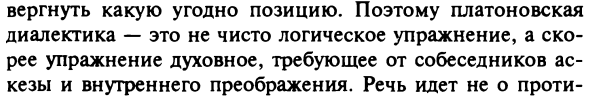 вергнуть какую угодно позицию. Поэтому платоновская
диалектика — это не чисто логическое упражнение, а ско-
рее упражнение духовное, требующее от собеседников ас-
кезы и внутреннего преображения. Речь идет не о проти-